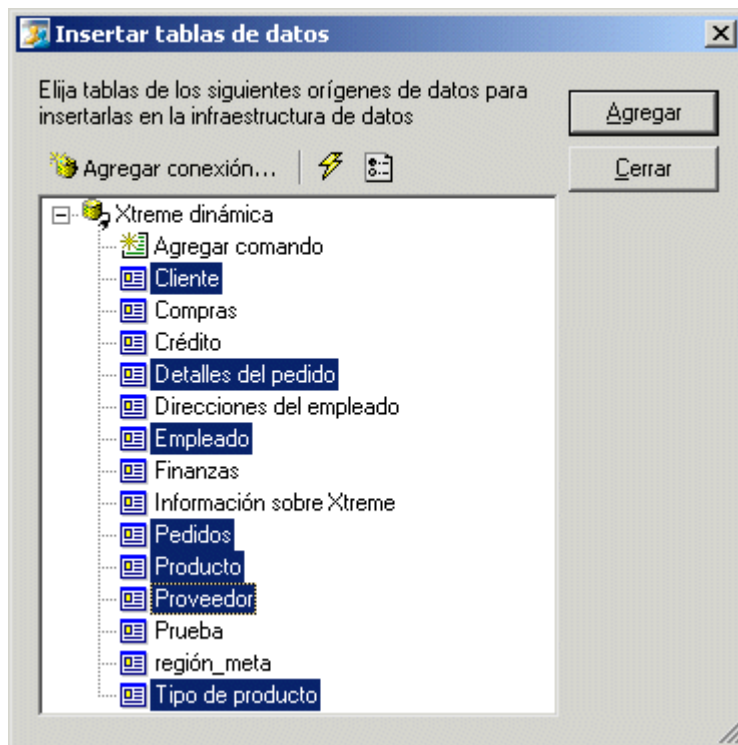 Insertar tablas de datos
Elija tablas de los siguientes orígenes de datos para
insertarlas en la infraestructura de datos
Agregar
Agregar conexión...
Cerrar
Xtreme dinámica
Agregar comando
Cliente
Compras
Crédito
Detalles del pedido
Direcciones del empleado
Empleado
Finanzas
Información sobre Xtreme
Pedidos
Producto
Proveedor
Prueba
región_meta
Tipo de producto